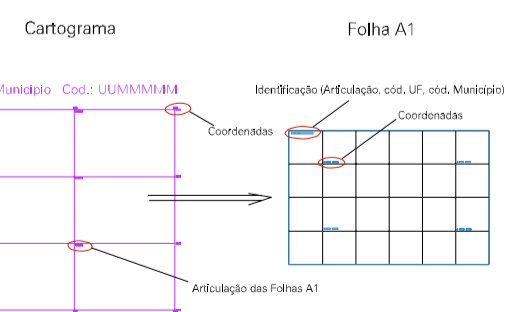 Cartograma
Folha A1
Município Cod.: UUMMMMM
Identificação (Articulação, cód. UF, cód. Município)
Coordenadas
Coordenadas
Articulação das Folhas A1